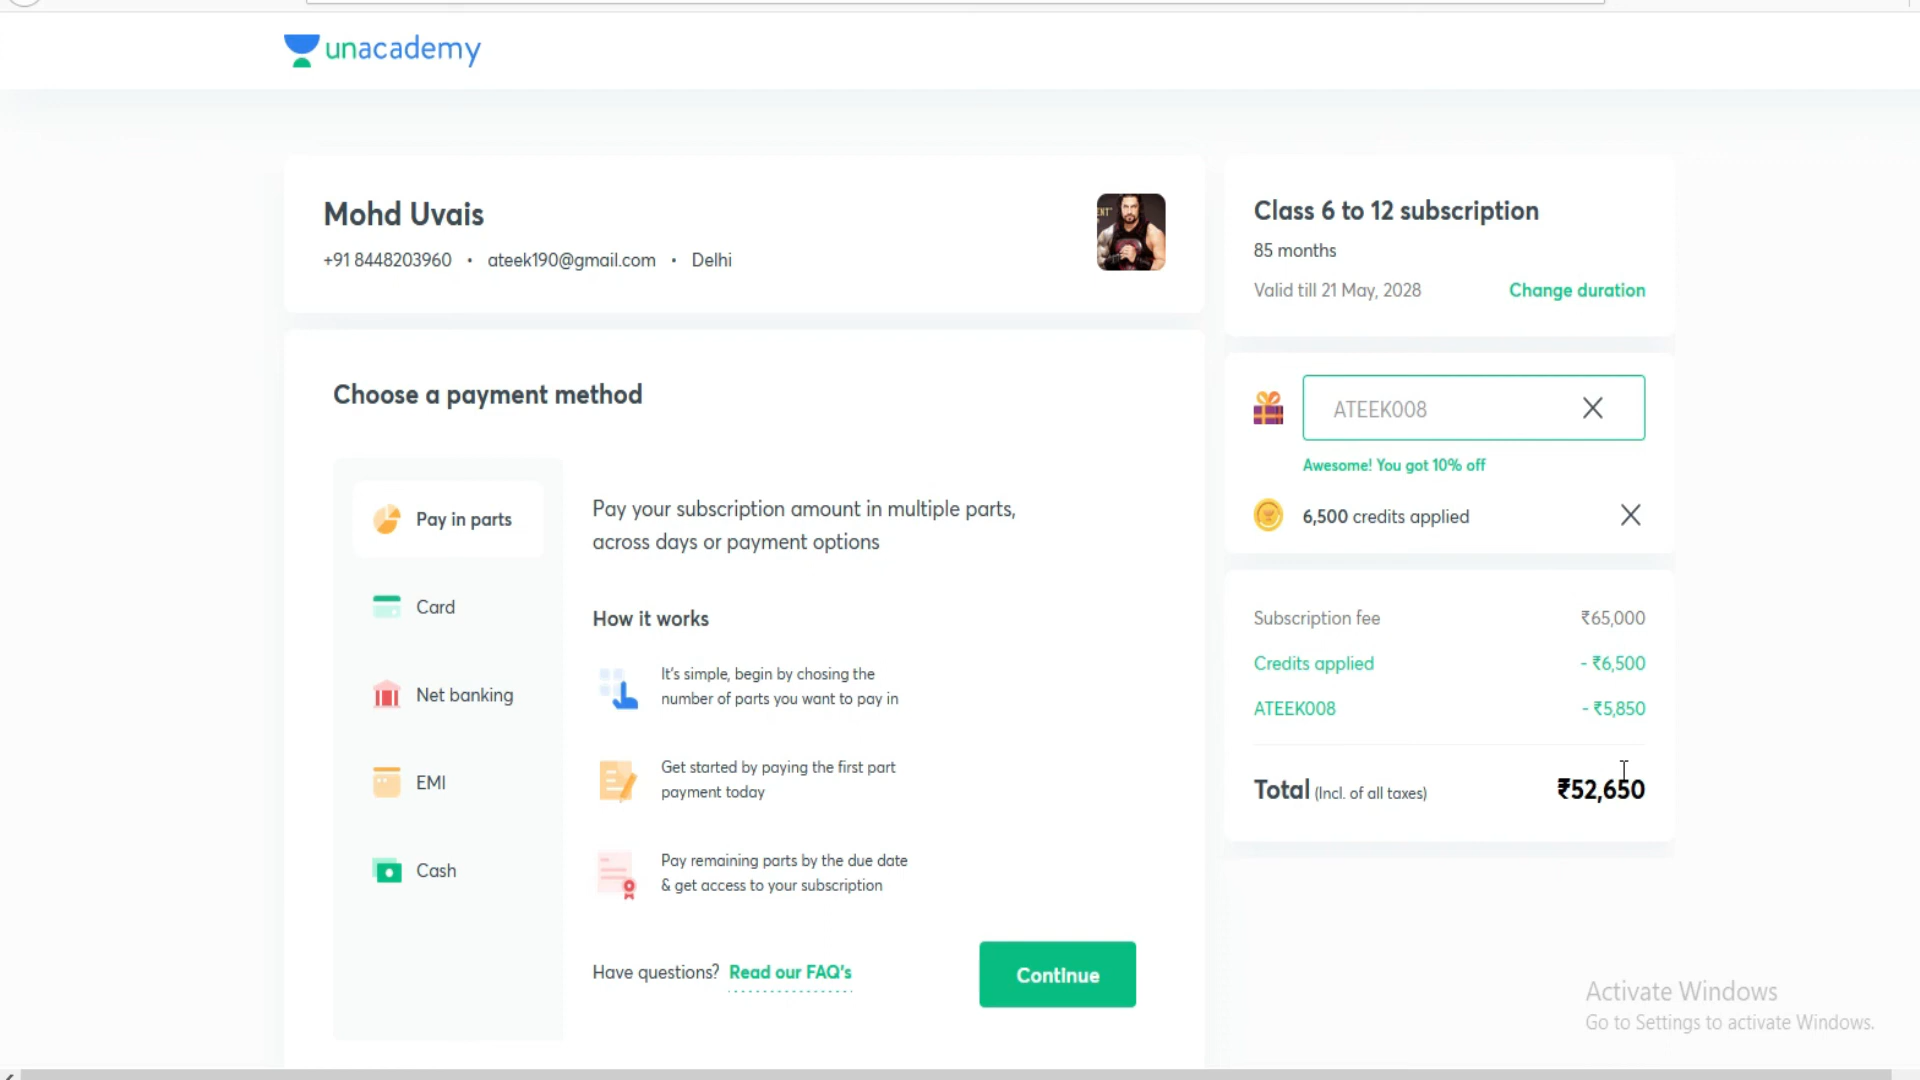 unacademy
Mohd Uvais
+91 8448203960 • ateek190@gmail.com • Delhi
Choose a payment method
Pay in parts
Card
Net banking
EMI
Cash
Pay your subscription amount in multiple parts,
across days or payment options
How it works
It's simple, begin by chosing the
number of parts you want to pay in
Get started by paying the first part
payment today
Pay remaining parts by the due date
& get access to your subscription
Have questions? Read our FAQ's
Continue
Class 6 to 12 subscription
85 months
Valid till 21 May, 2028 Change duration
ATEEK008
Awesome! You got 10% off
6,500 credits applied
Subscription fee ₹65,000
Credits applied - ₹6,500
ATEEK008 - ₹5,850
Total (Incl. of all taxes) ₹52,650
Activate Windows
Go to Settings to activate Windows.